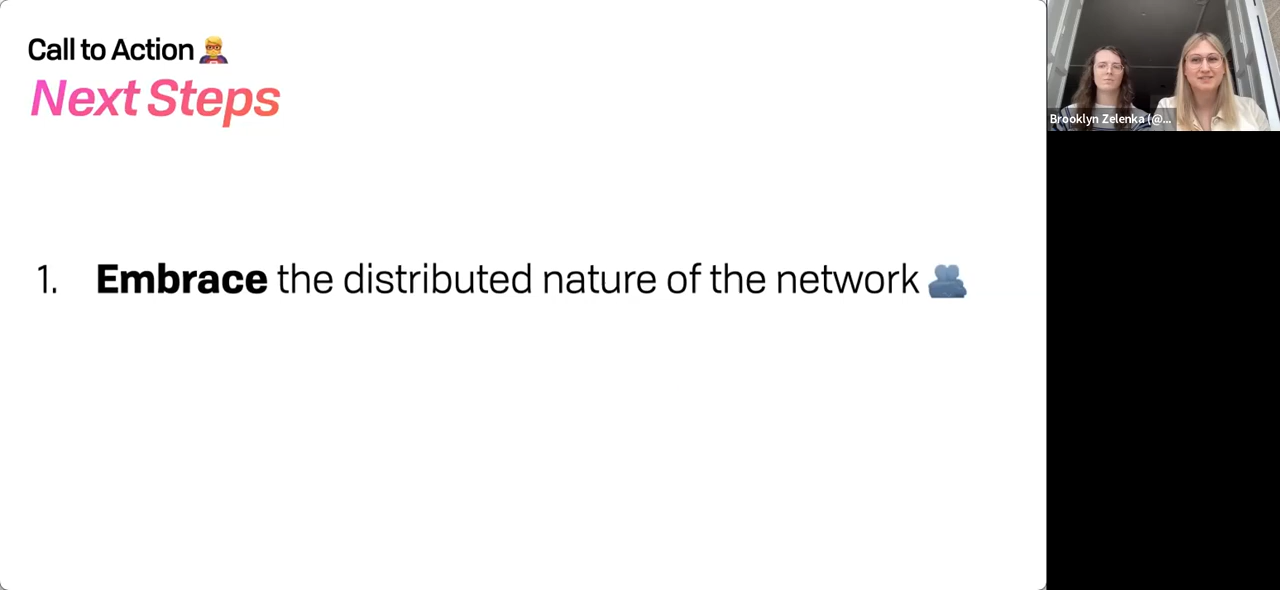 Call to Action 🦸
Next Steps
1. Embrace the distributed nature of the network 🫂
Brooklyn Zelenka (@...